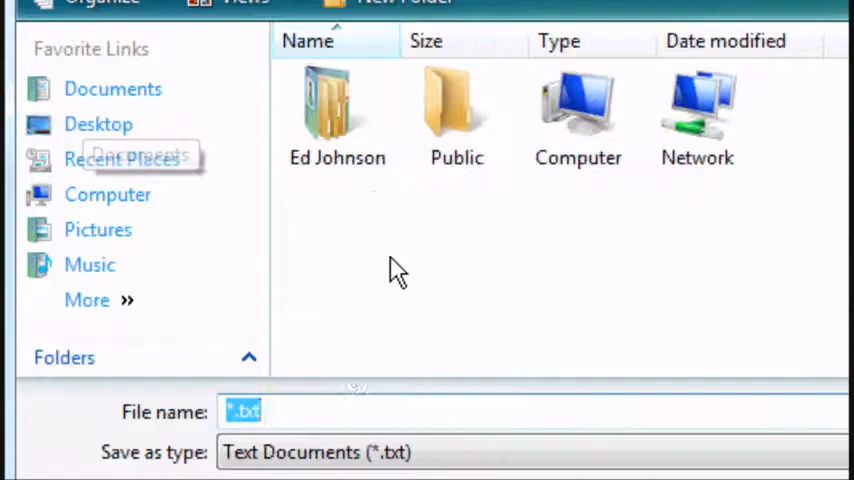 Organize Views New Folder
Favorite Links
Name Size Type Date modified
Documents
Desktop
Documents
Recent Places
Computer
Pictures
Music
More »
Ed Johnson Public Computer Network
Folders
File name: *.txt
Save as type: Text Documents (*.txt)